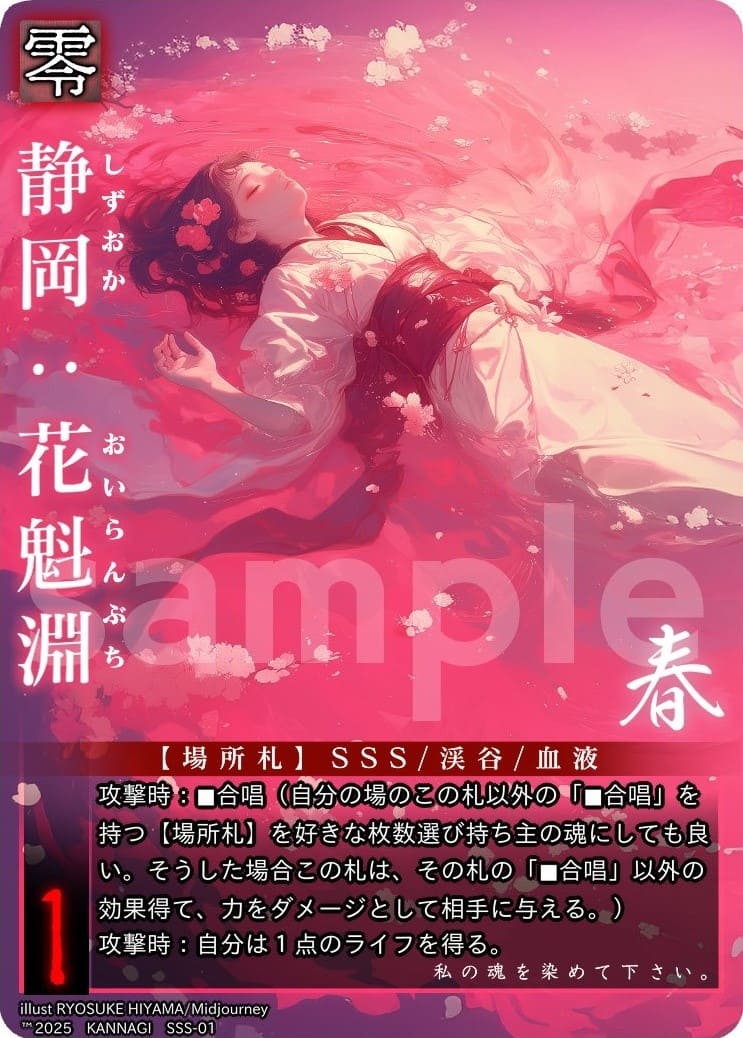 零
静岡：花魁淵
しずおか
おいらんぶち
sample
春
【場所札】SSS/渓谷/血液
攻撃時：■合唱（自分の場のこの札以外の「■合唱」を
持つ【場所札】を好きな枚数選び持ち主の魂にしても良
い。そうした場合この札は、その札の「■合唱」以外の
効果得て、力をダメージとして相手に与える。）
攻撃時：自分は１点のライフを得る。
私の魂を染めて下さい。
1
illust RYOSUKE HIYAMA/Midjourney
™2025 KANNAGI SSS-01